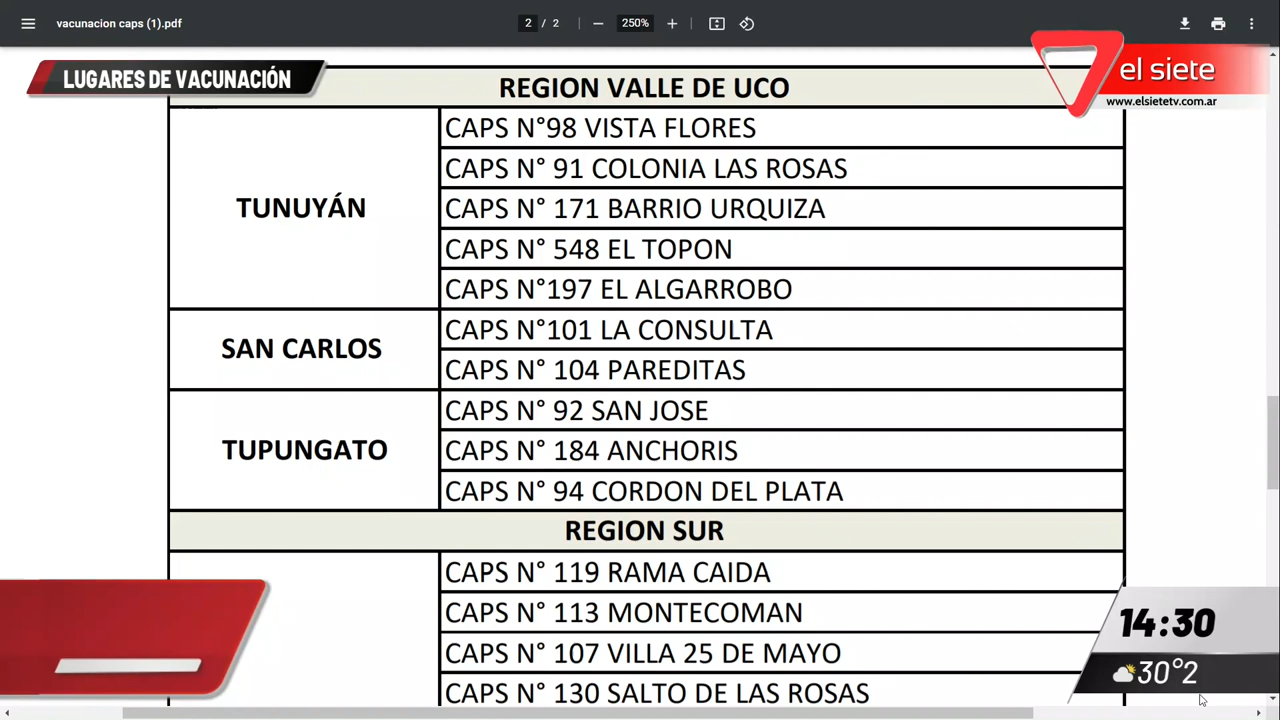 vacunacion caps (1).pdf
2 / 2
250%
LUGARES DE VACUNACIÓN
el siete
www.elsietetv.com.ar
REGION VALLE DE UCO
TUNUYÁN
CAPS N°98 VISTA FLORES
CAPS N° 91 COLONIA LAS ROSAS
CAPS N° 171 BARRIO URQUIZA
CAPS N° 548 EL TOPON
CAPS N°197 EL ALGARROBO
SAN CARLOS
CAPS N°101 LA CONSULTA
CAPS N° 104 PAREDITAS
TUPUNGATO
CAPS N° 92 SAN JOSE
CAPS N° 184 ANCHORIS
CAPS N° 94 CORDON DEL PLATA
REGION SUR
CAPS N° 119 RAMA CAIDA
CAPS N° 113 MONTECOMAN
CAPS N° 107 VILLA 25 DE MAYO
CAPS N° 130 SALTO DE LAS ROSAS
14:30
30°2